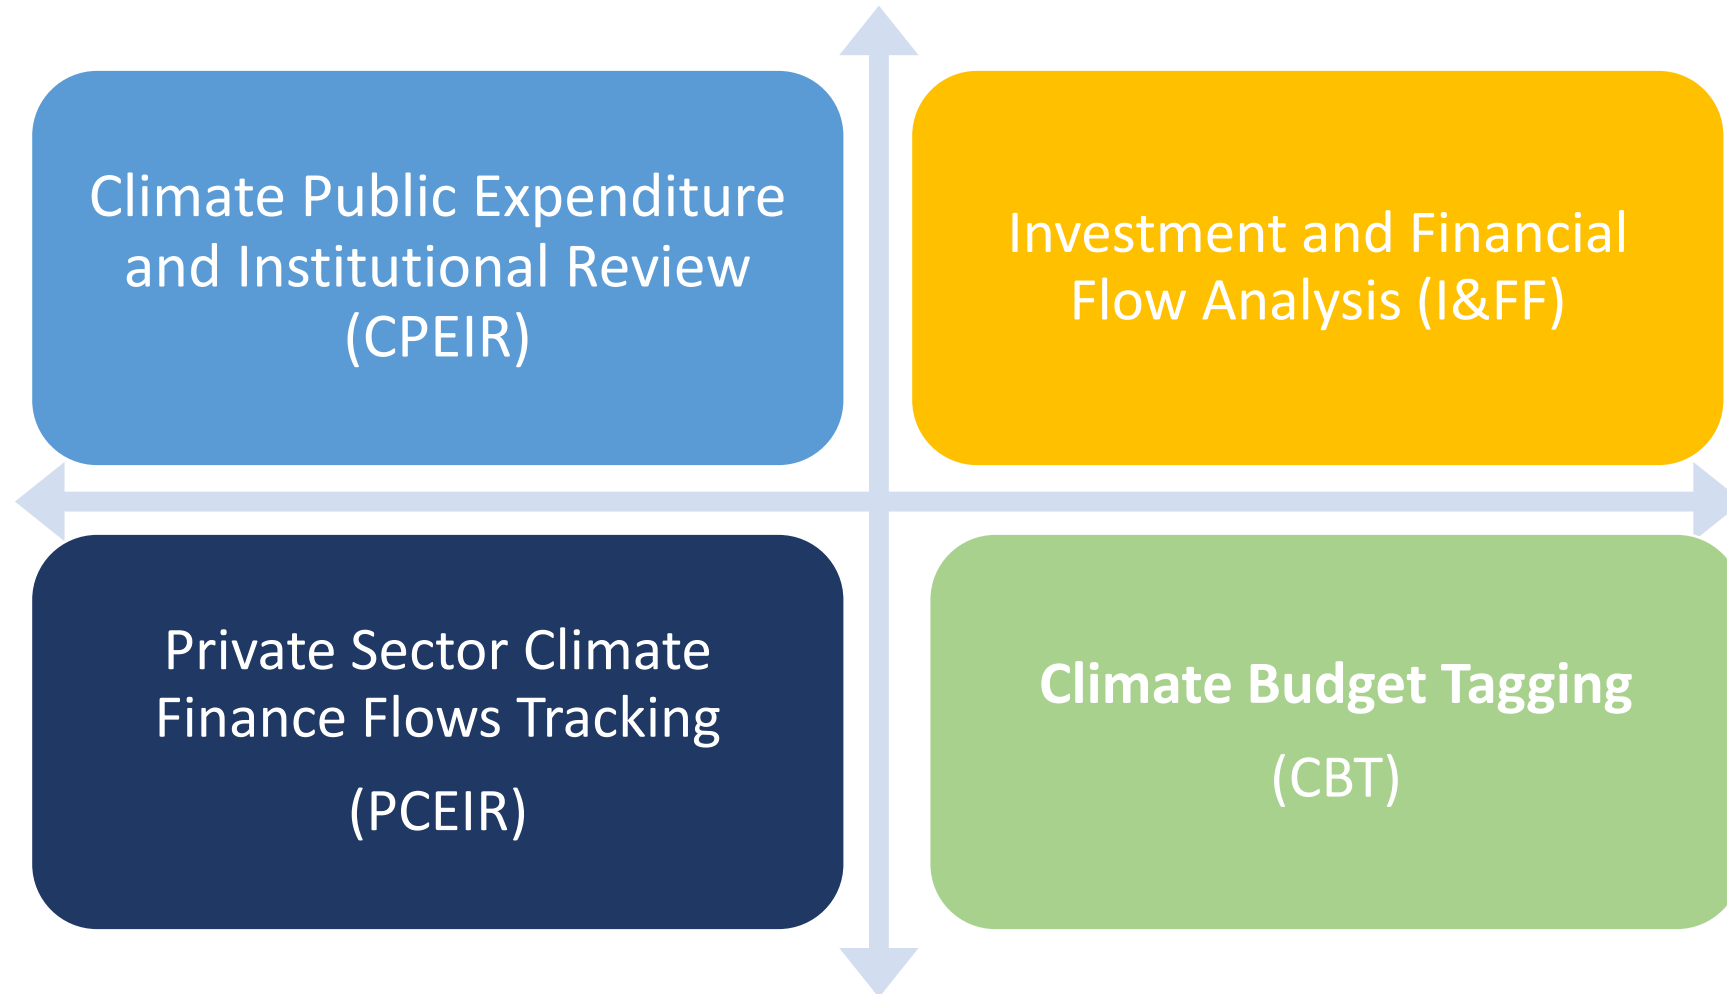 Climate Public Expenditure
and Institutional Review
(CPEIR)
Investment and Financial
Flow Analysis (I&FF)
Private Sector Climate
Finance Flows Tracking
(PCEIR)
Climate Budget Tagging
(CBT)